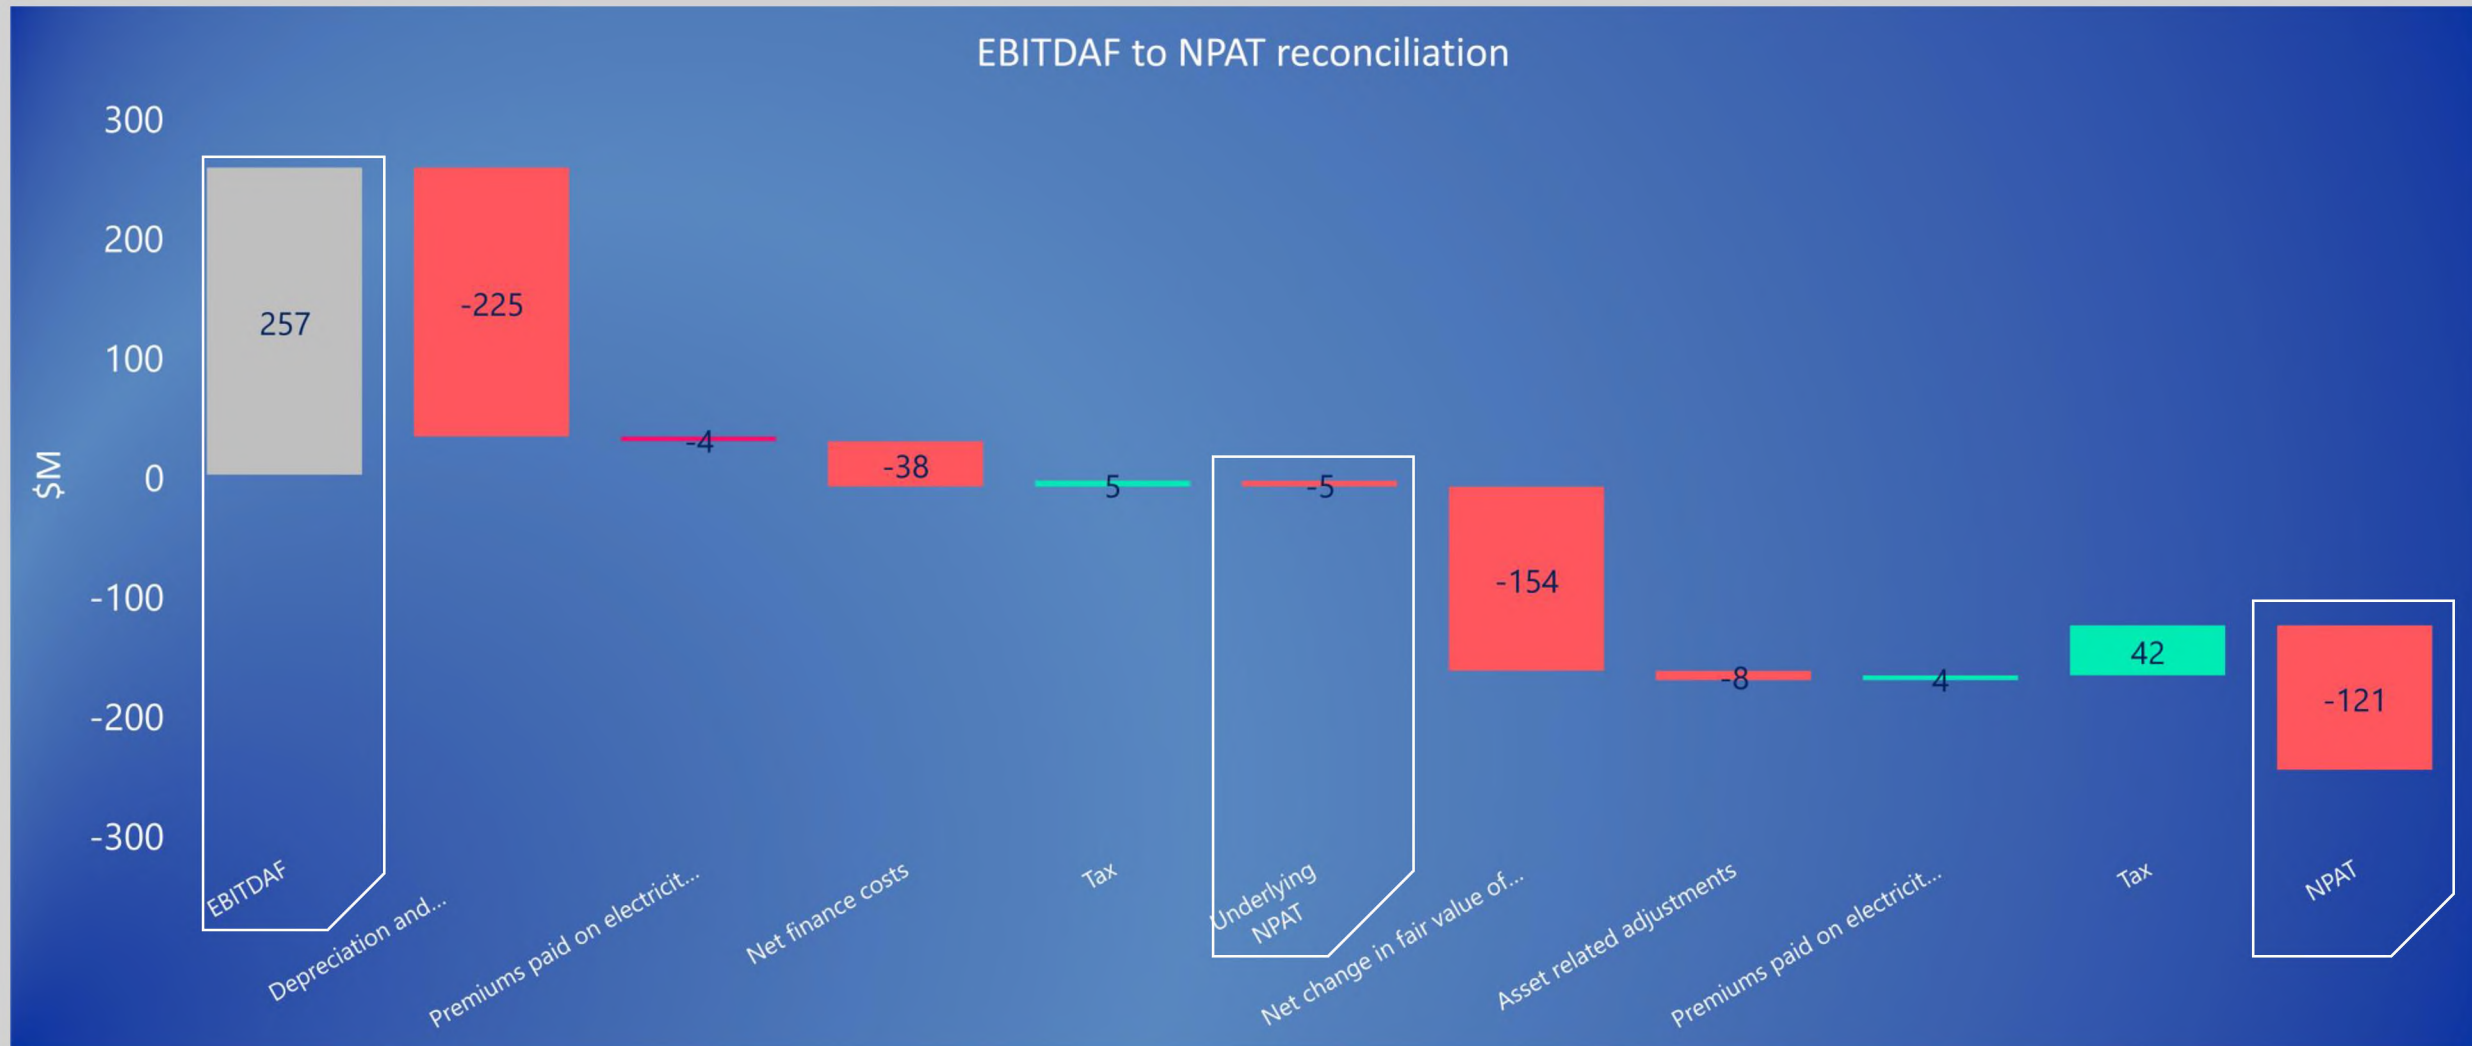 EBITDAF to NPAT reconciliation
300
200
100
0
-100
-200
-300
$M
257
-225
-4
-38
5
-5
-154
-8
4
42
-121
EBITDAF
Depreciation and...
Premiums paid on electricit...
Net finance costs
Tax
Underlying
NPAT
Net change in fair value of...
Asset related adjustments
Premiums paid on electricit...
Tax
NPAT